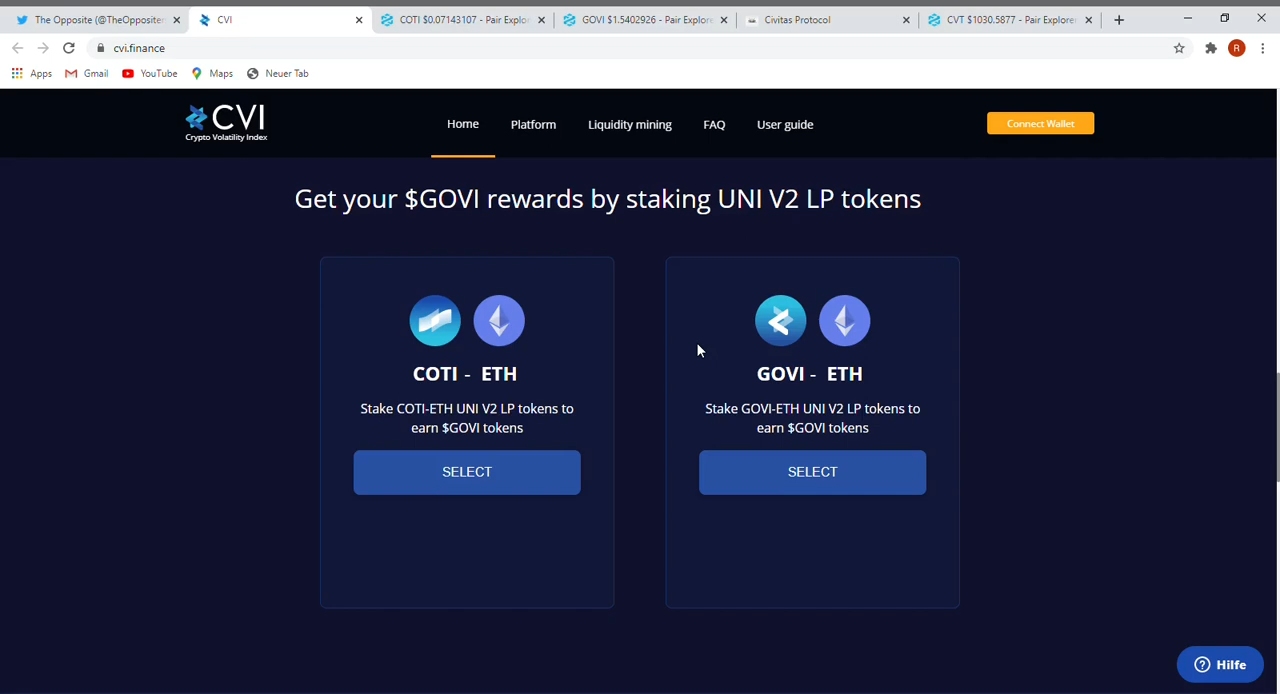 The Opposite (@TheOppositer
CVI
COTI $0.07143107 - Pair Explor
GOVI $1.5402926 - Pair Explore
Civitas Protocol
CVT $1030.5877 - Pair Explorer
cvi.finance
R
Apps
Gmail
YouTube
Maps
Neuer Tab
CVI
Crypto Volatility Index
Home
Platform
Liquidity mining
FAQ
User guide
Connect Wallet
Get your $GOVI rewards by staking UNI V2 LP tokens
COTI - ETH
Stake COTI-ETH UNI V2 LP tokens to
earn $GOVI tokens
SELECT
GOVI - ETH
Stake GOVI-ETH UNI V2 LP tokens to
earn $GOVI tokens
SELECT
Hilfe